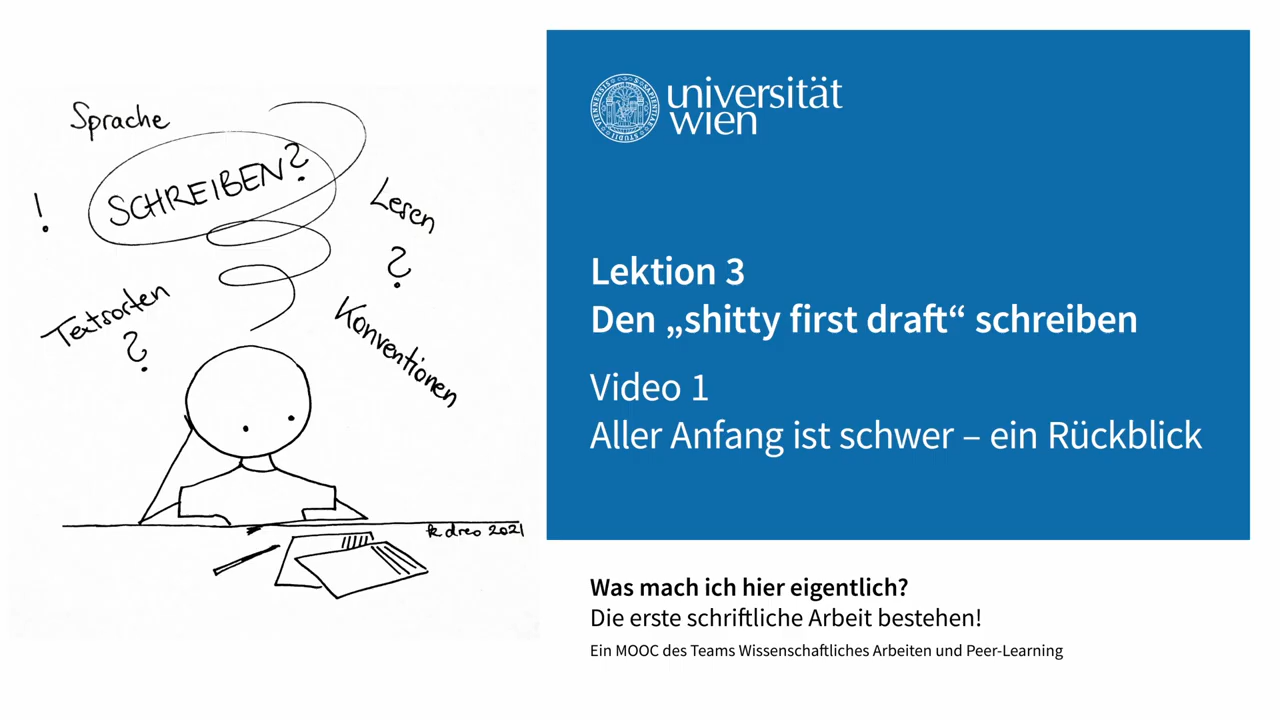 Sprache
SCHREIBEN?
!
Lesen
?
Textsorten
?
Konventionen
k dreo 2021
universität
wien
Lektion 3
Den „shitty first draft“ schreiben
Video 1
Aller Anfang ist schwer – ein Rückblick
Was mach ich hier eigentlich?
Die erste schriftliche Arbeit bestehen!
Ein MOOC des Teams Wissenschaftliches Arbeiten und Peer-Learning